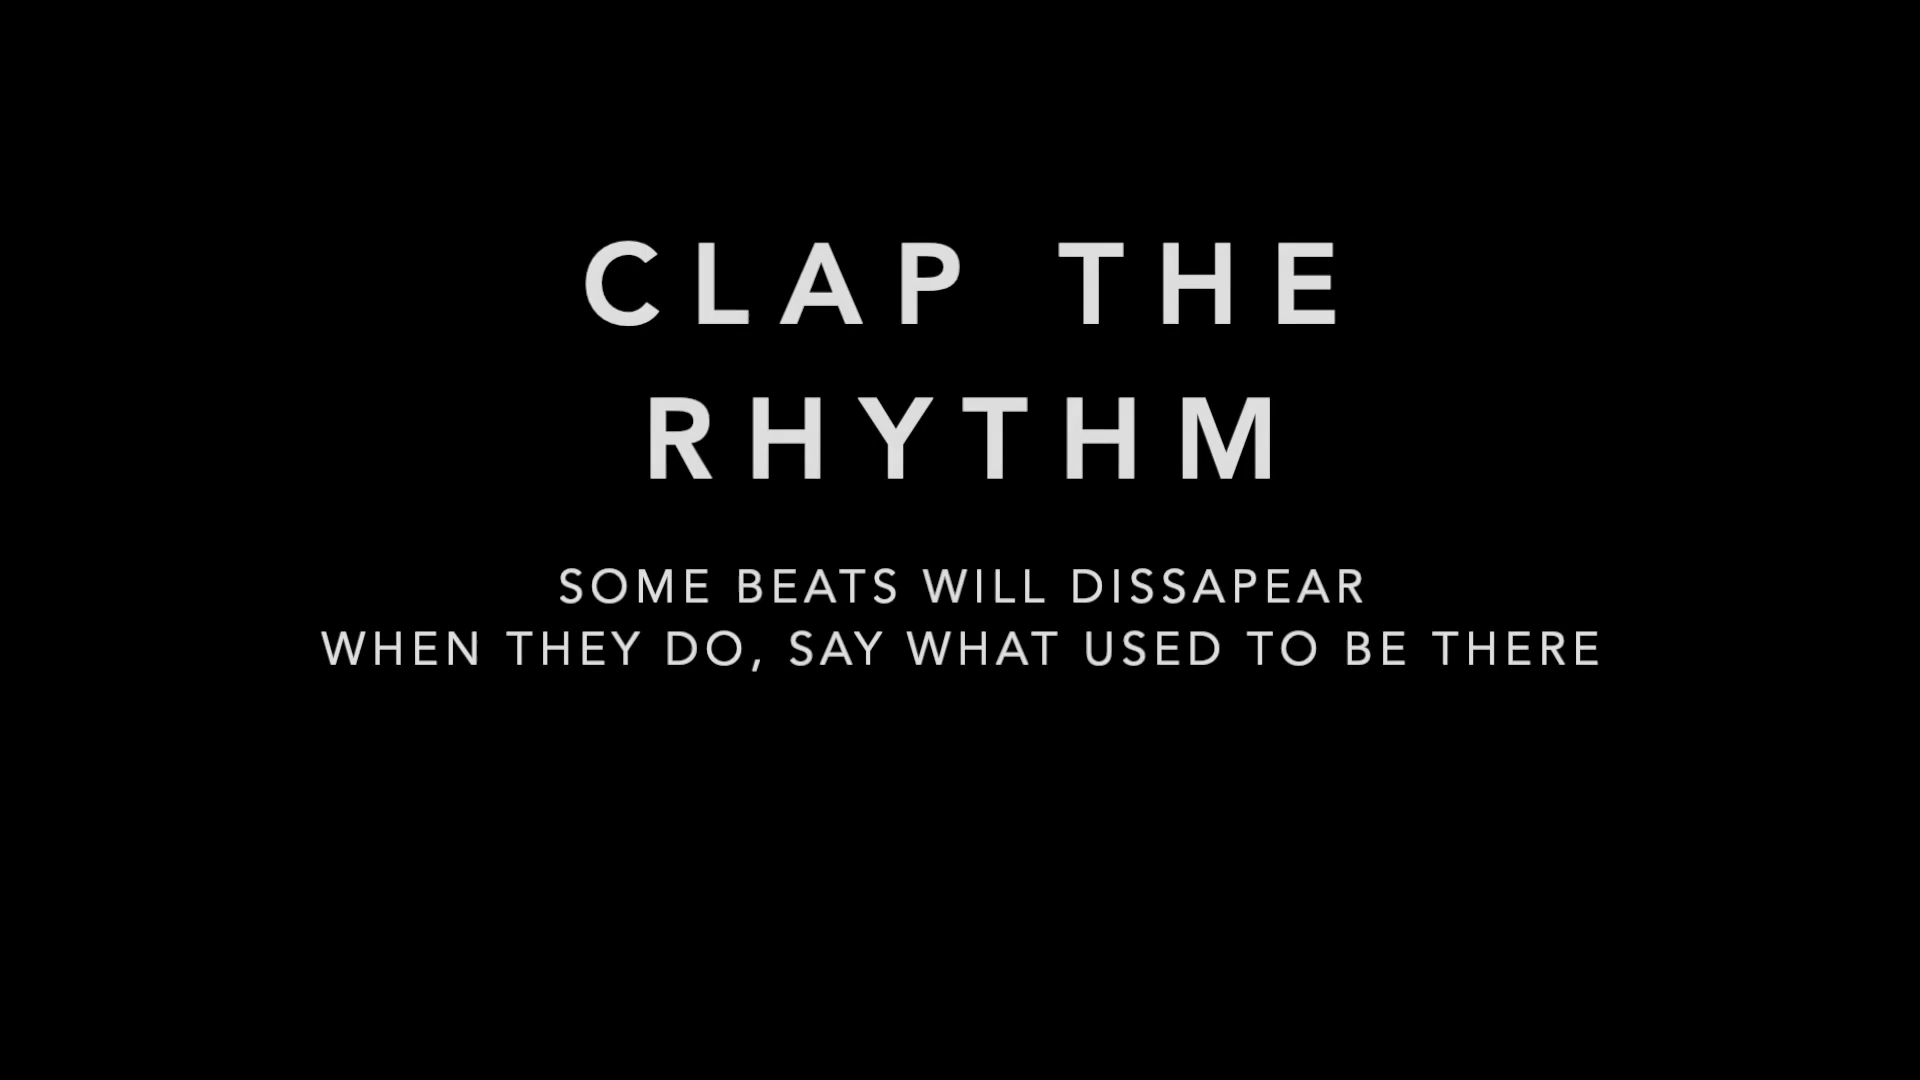 CLAP THE
RHYTHM
SOME BEATS WILL DISSAPEAR
WHEN THEY DO, SAY WHAT USED TO BE THERE